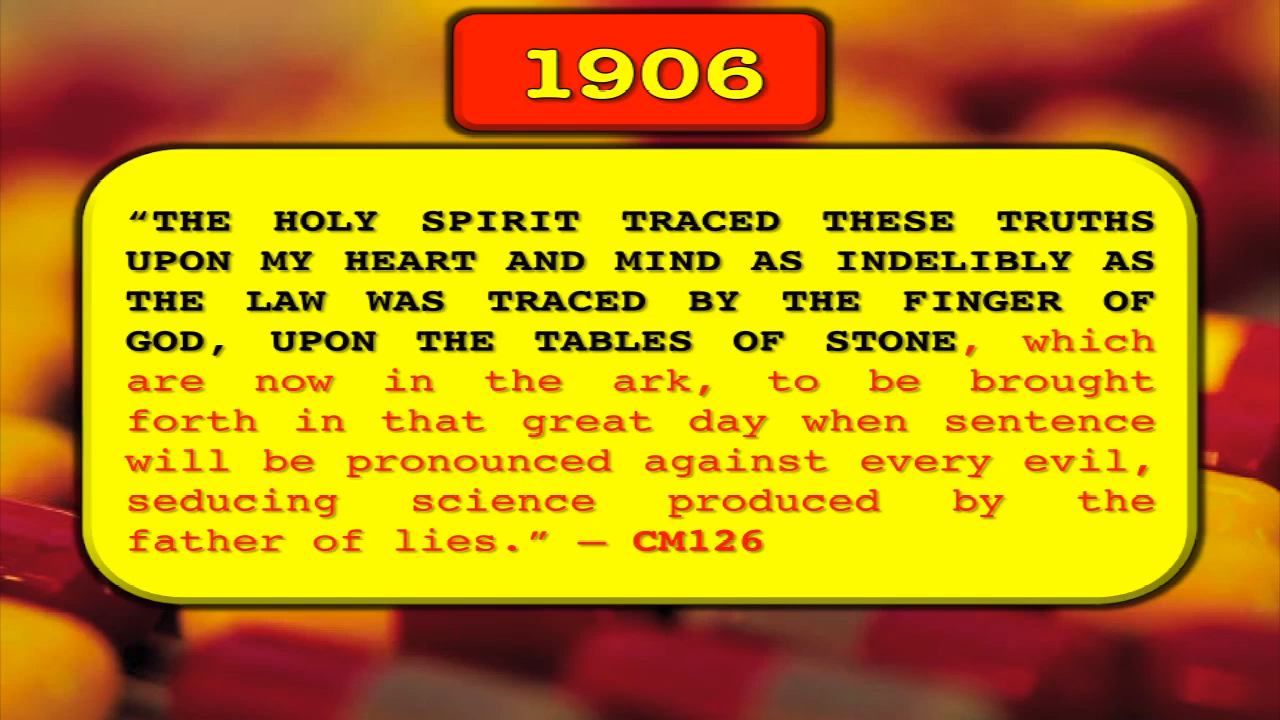 1906
“THE HOLY SPIRIT TRACED THESE TRUTHS
UPON MY HEART AND MIND AS INDELIBLY AS
THE LAW WAS TRACED BY THE FINGER OF
GOD, UPON THE TABLES OF STONE, which
are now in the ark, to be brought
forth in that great day when sentence
will be pronounced against every evil,
seducing science produced by the
father of lies.” – CM126